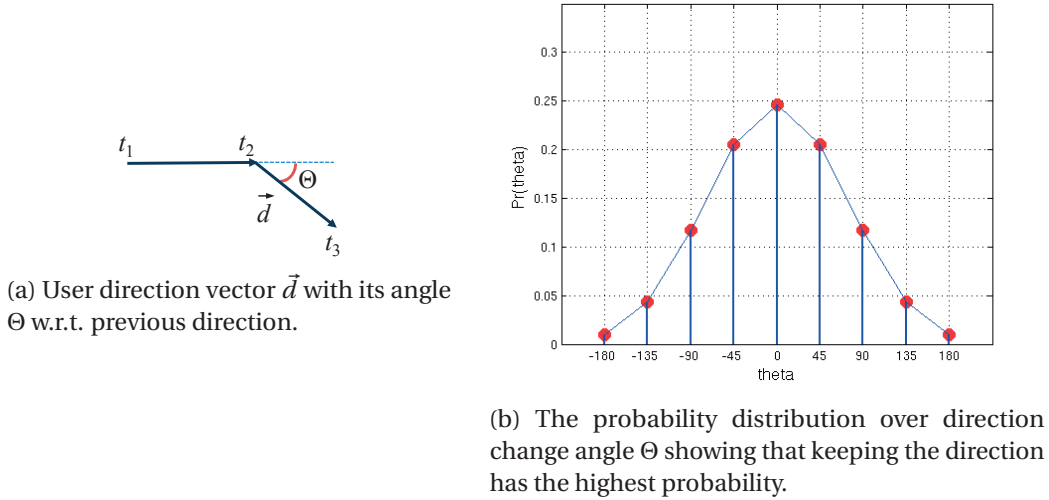 t₁
t₂
Θ
d⃗
t₃
(a) User direction vector d⃗ with its angle
Θ w.r.t. previous direction.
Pr(theta)
0.3
0.25
0.2
0.15
0.1
0.05
0
-180 -135 -90 -45 0 45 90 135 180
theta
(b) The probability distribution over direction
change angle Θ showing that keeping the direction
has the highest probability.